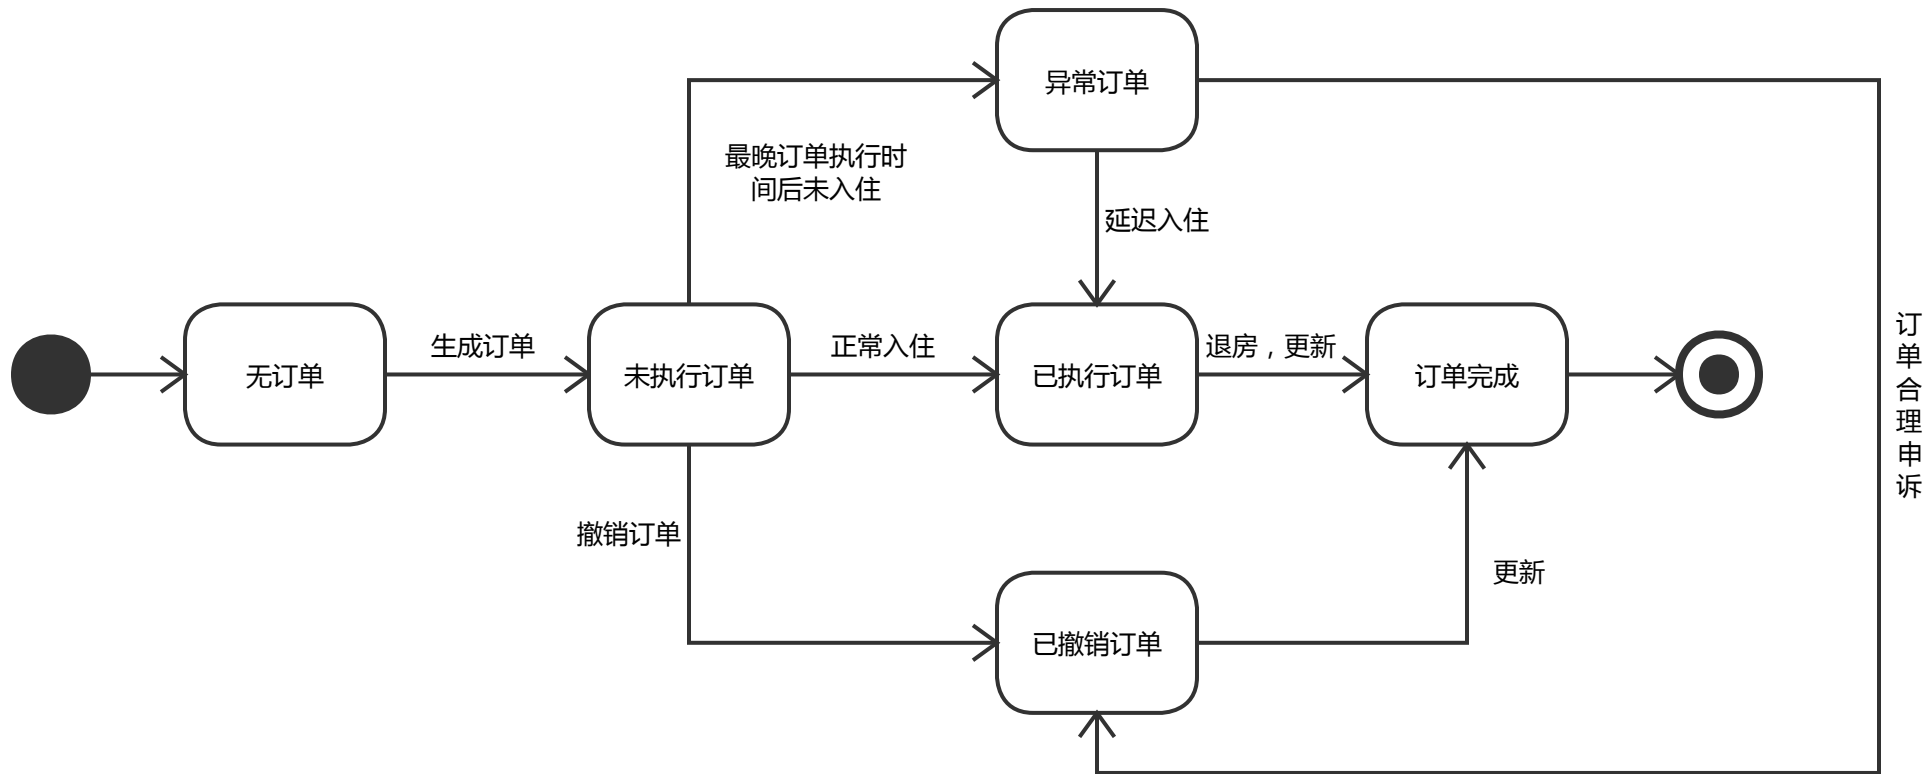 异常订单
最晚订单执行时
间后未入住
延迟入住
无订单
生成订单
未执行订单
正常入住
已执行订单
退房，更新
订单完成
订单合理申诉
撤销订单
更新
已撤销订单